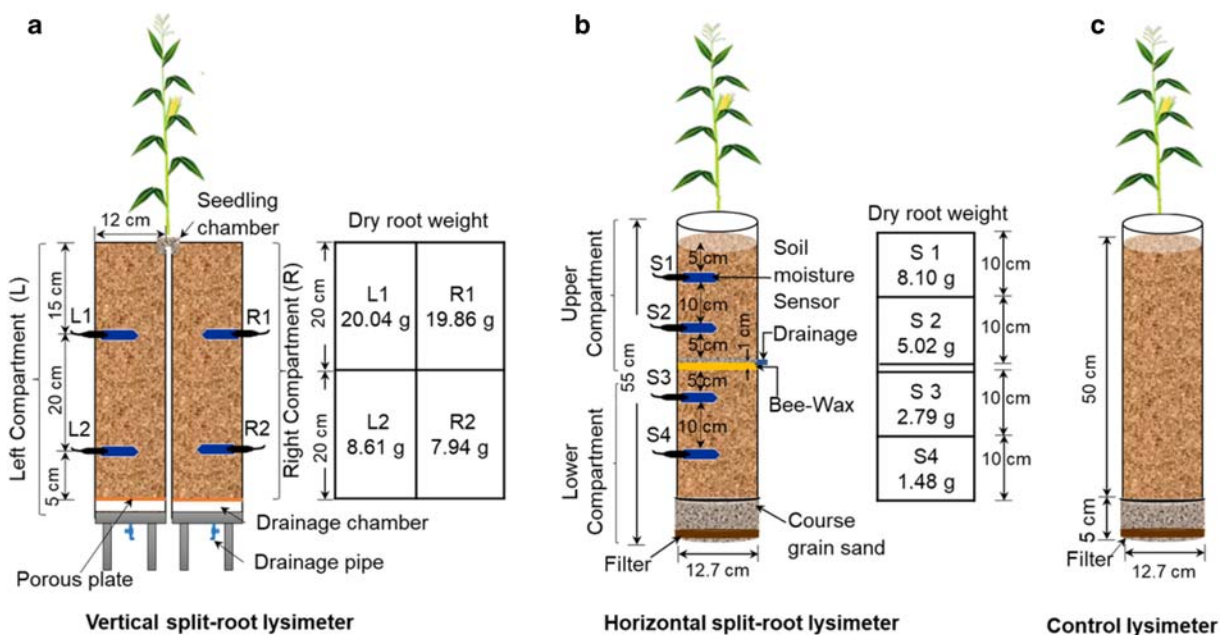 a
Seedling
chamber
12 cm
Dry root weight
Left Compartment (L)
15 cm
20 cm
5 cm
L1
L2
R1
R2
Right Compartment (R)
20 cm
20 cm
L1
20.04 g
R1
19.86 g
L2
8.61 g
R2
7.94 g
Drainage chamber
Drainage pipe
Porous plate
Vertical split-root lysimeter
b
Upper
Compartment
Lower
Compartment
55 cm
S1
S2
S3
S4
5 cm
10 cm
5 cm
1 cm
5 cm
10 cm
Soil
moisture
Sensor
Drainage
Bee-Wax
Course
grain sand
Filter
12.7 cm
Dry root weight
S 1
8.10 g
S 2
5.02 g
S 3
2.79 g
S4
1.48 g
10 cm
10 cm
10 cm
10 cm
Horizontal split-root lysimeter
c
50 cm
5 cm
Filter
12.7 cm
Control lysimeter